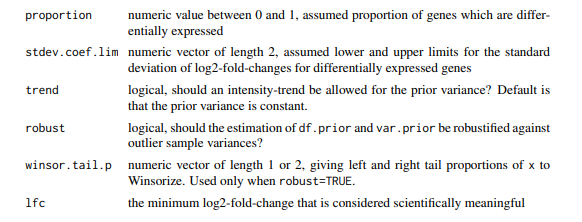 proportion numeric value between 0 and 1, assumed proportion of genes which are differ-
entially expressed
stdev.coef.lim numeric vector of length 2, assumed lower and upper limits for the standard
deviation of log2-fold-changes for differentially expressed genes
trend logical, should an intensity-trend be allowed for the prior variance? Default is
that the prior variance is constant.
robust logical, should the estimation of df.prior and var.prior be robustified against
outlier sample variances?
winsor.tail.p numeric vector of length 1 or 2, giving left and right tail proportions of x to
Winsorize. Used only when robust=TRUE.
lfc the minimum log2-fold-change that is considered scientifically meaningful